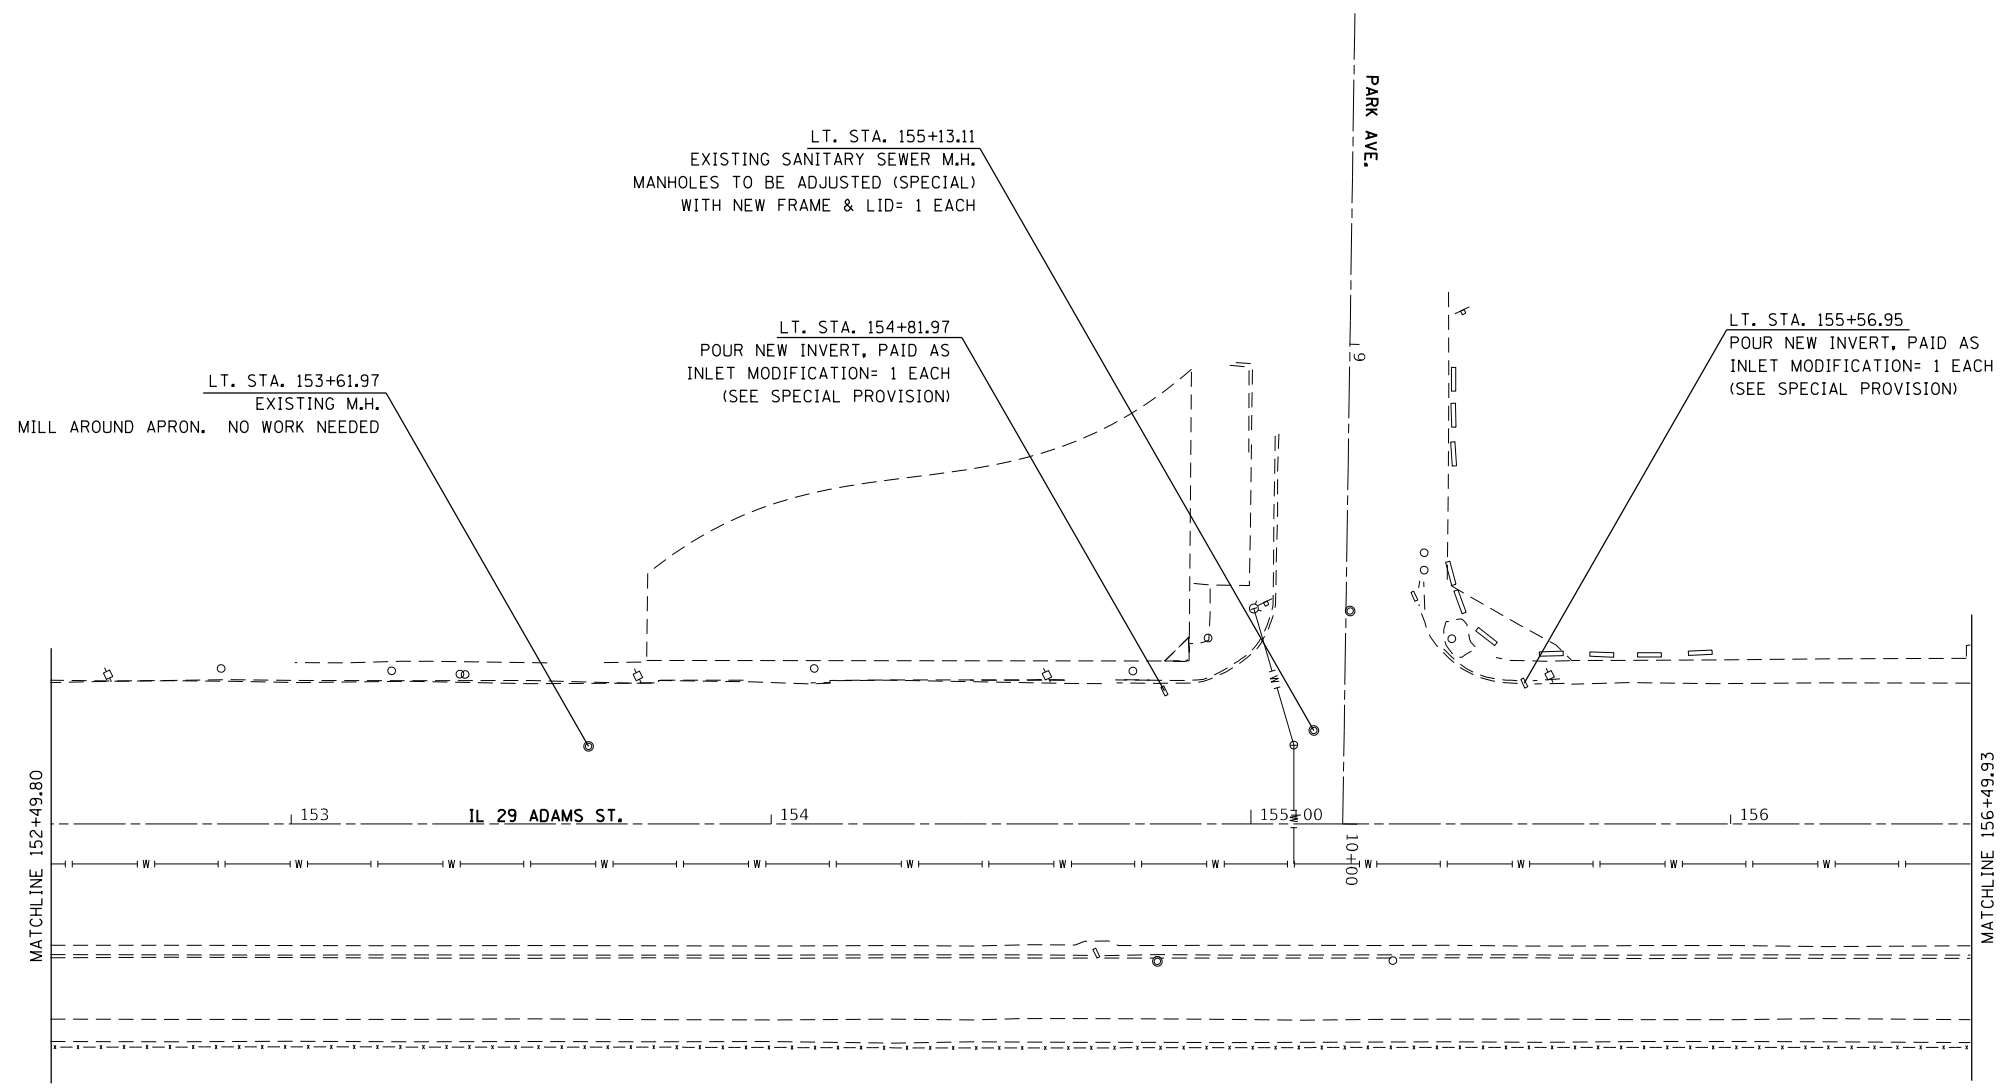 PARK AVE.
LT. STA. 155+13.11
EXISTING SANITARY SEWER M.H.
MANHOLES TO BE ADJUSTED (SPECIAL)
WITH NEW FRAME & LID= 1 EACH
LT. STA. 154+81.97
POUR NEW INVERT, PAID AS
INLET MODIFICATION= 1 EACH
(SEE SPECIAL PROVISION)
LT. STA. 155+56.95
POUR NEW INVERT, PAID AS
INLET MODIFICATION= 1 EACH
(SEE SPECIAL PROVISION)
9
LT. STA. 153+61.97
EXISTING M.H.
MILL AROUND APRON. NO WORK NEEDED
W
W
153
IL 29 ADAMS ST.
154
155+00
156
10+00
W W W W W W W W W W W W
MATCHLINE 152+49.80
MATCHLINE 156+49.93